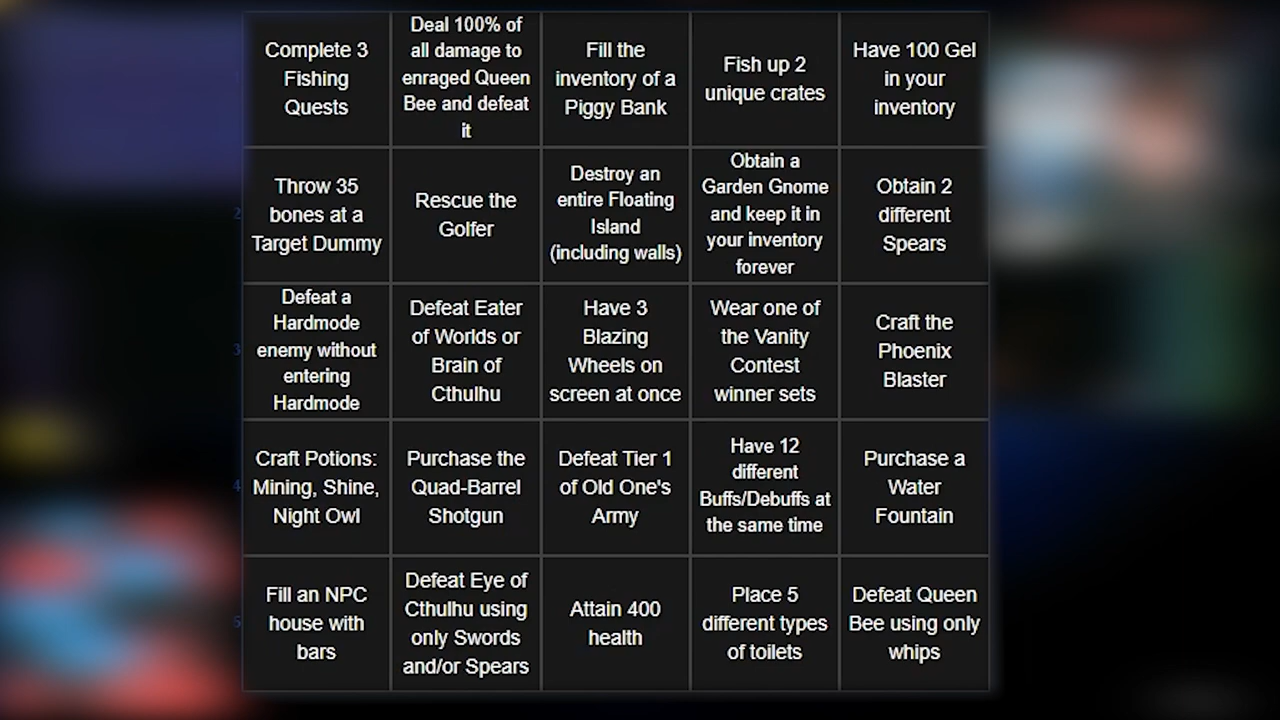 Complete 3
Fishing
Quests
Deal 100% of
all damage to
enraged Queen
Bee and defeat
it
Fill the
inventory of a
Piggy Bank
Fish up 2
unique crates
Have 100 Gel
in your
inventory
2
Throw 35
bones at a
Target Dummy
Rescue the
Golfer
Destroy an
entire Floating
Island
(including walls)
Obtain a
Garden Gnome
and keep it in
your inventory
forever
Obtain 2
different
Spears
3
Defeat a
Hardmode
enemy without
entering
Hardmode
Defeat Eater
of Worlds or
Brain of
Cthulhu
Have 3
Blazing
Wheels on
screen at once
Wear one of
the Vanity
Contest
winner sets
Craft the
Phoenix
Blaster
4
Craft Potions:
Mining, Shine,
Night Owl
Purchase the
Quad-Barrel
Shotgun
Defeat Tier 1
of Old One's
Army
Have 12
different
Buffs/Debuffs at
the same time
Purchase a
Water
Fountain
5
Fill an NPC
house with
bars
Defeat Eye of
Cthulhu using
only Swords
and/or Spears
Attain 400
health
Place 5
different types
of toilets
Defeat Queen
Bee using only
whips